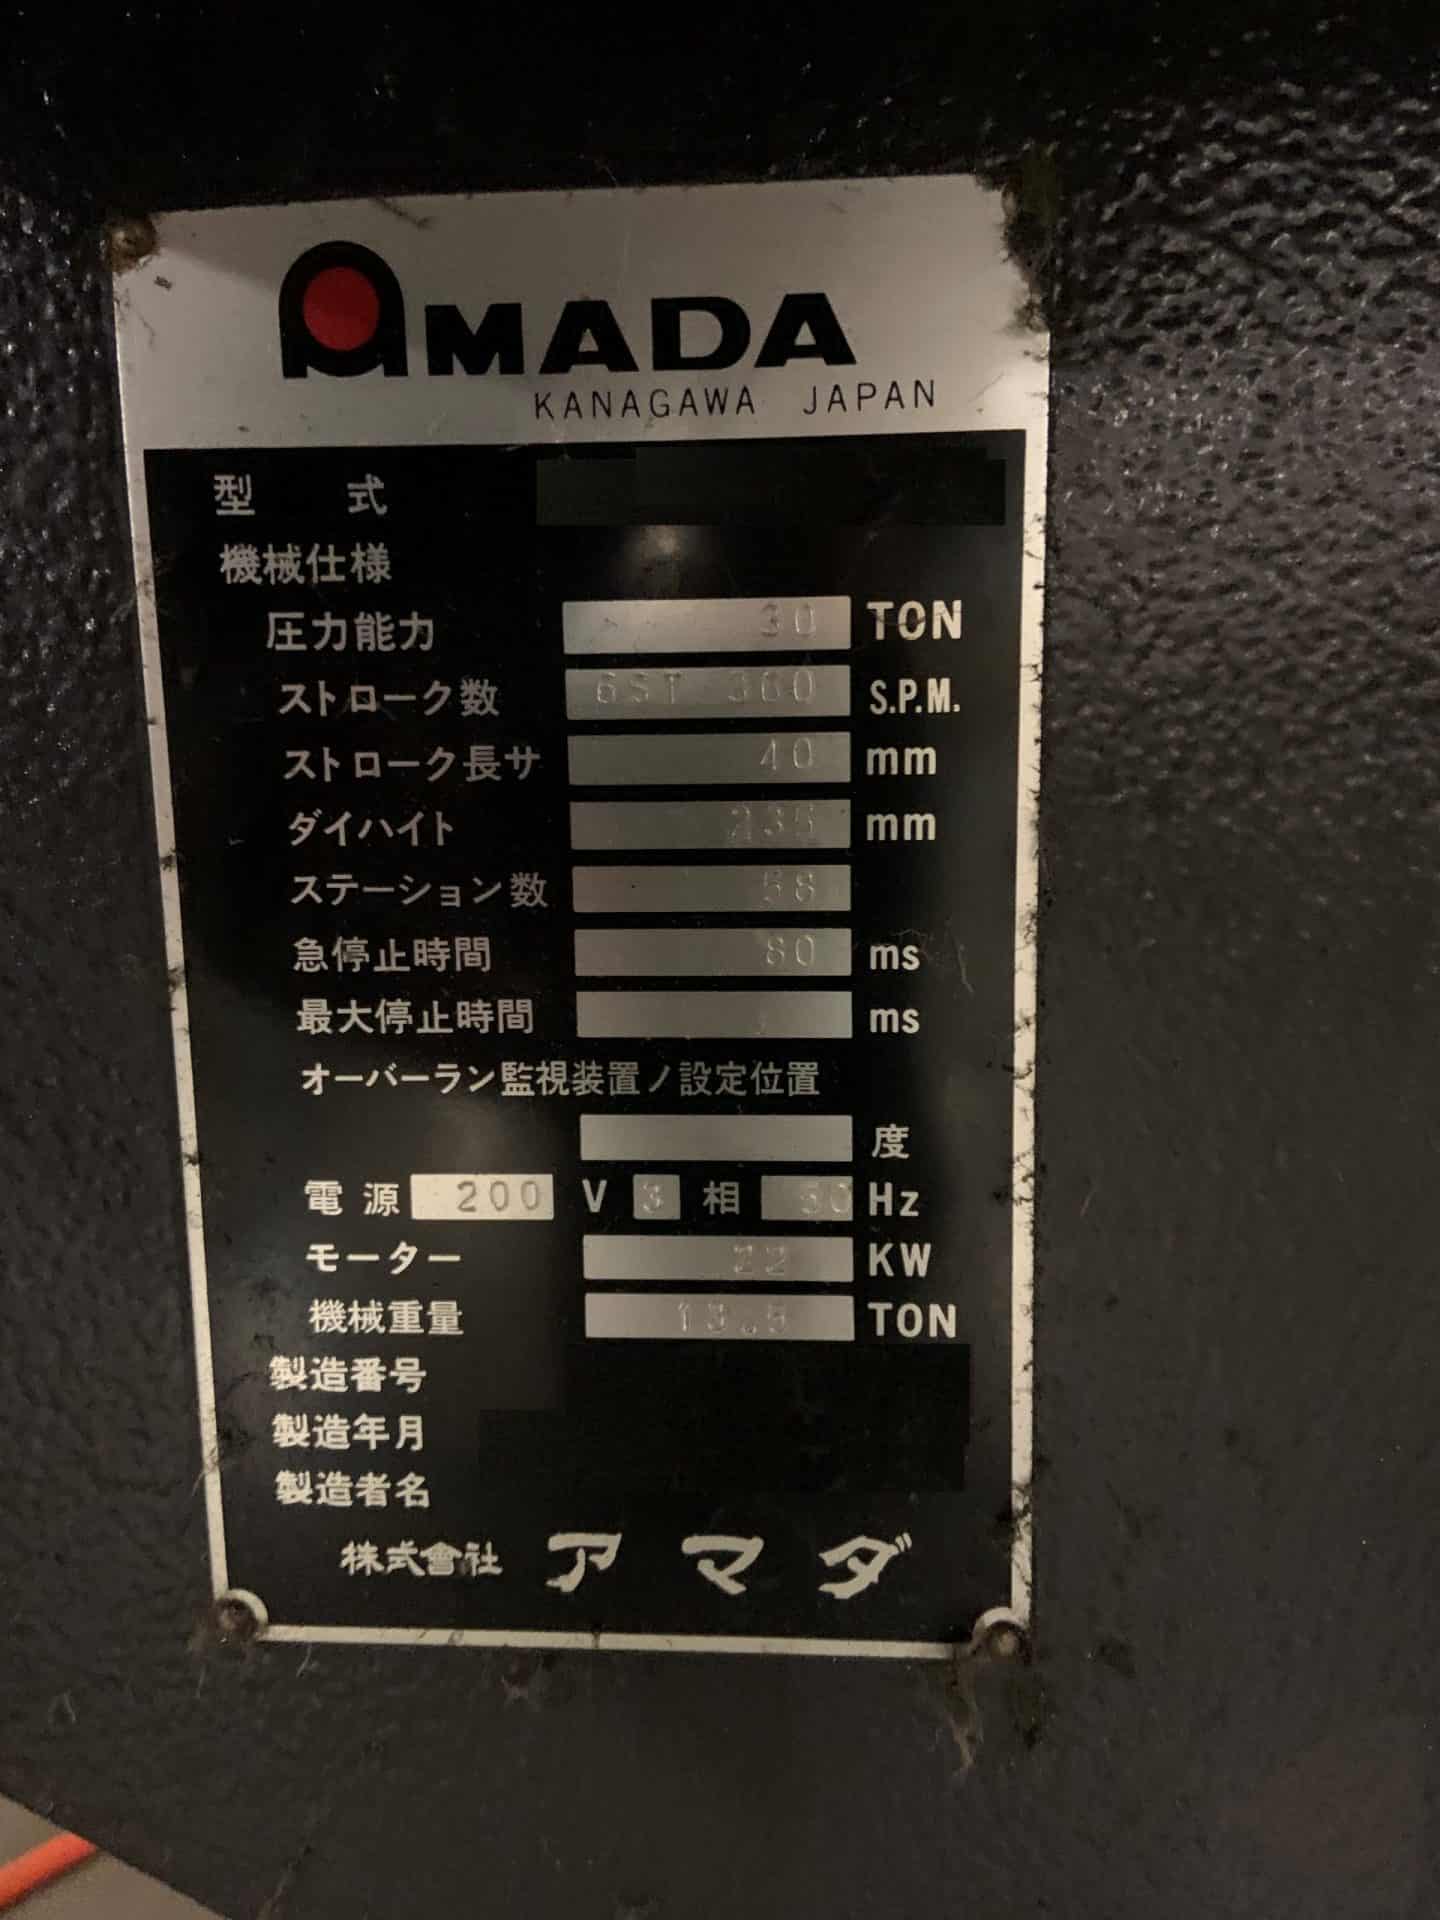 AMADA
KANAGAWA JAPAN
型 式
機械仕様
圧力能力 30 TON
ストローク数 6ST 360 S.P.M.
ストローク長サ 40 mm
ダイハイト 235 mm
ステーション数 58
急停止時間 80 ms
最大停止時間 ms
オーバーラン監視装置ノ設定位置
度
電源 200 V 3 相 50 Hz
モーター 22 KW
機械重量 13.5 TON
製造番号
製造年月
製造者名
株式會社 アマダ